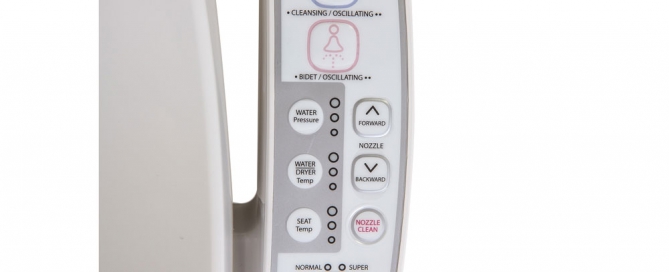 • CLEANSING / OSCILLATING ••
• BIDET / OSCILLATING ••
WATER
Pressure
FORWARD
NOZZLE
WATER
DRYER
Temp
BACKWARD
SEAT
Temp
NOZZLE
CLEAN
NORMAL SUPER